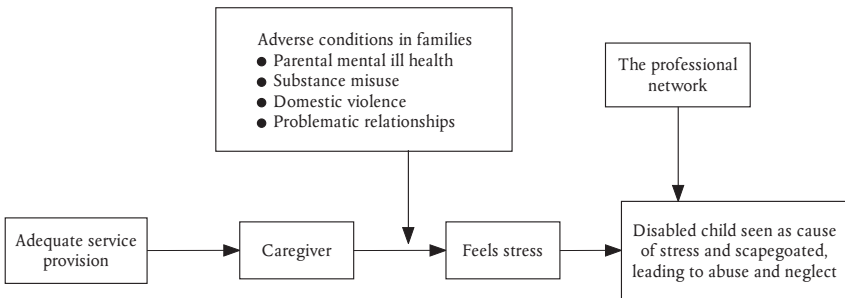 Adverse conditions in families
● Parental mental ill health
● Substance misuse
● Domestic violence
● Problematic relationships
The professional
network
Adequate service
provision
Caregiver
Feels stress
Disabled child seen as cause
of stress and scapegoated,
leading to abuse and neglect